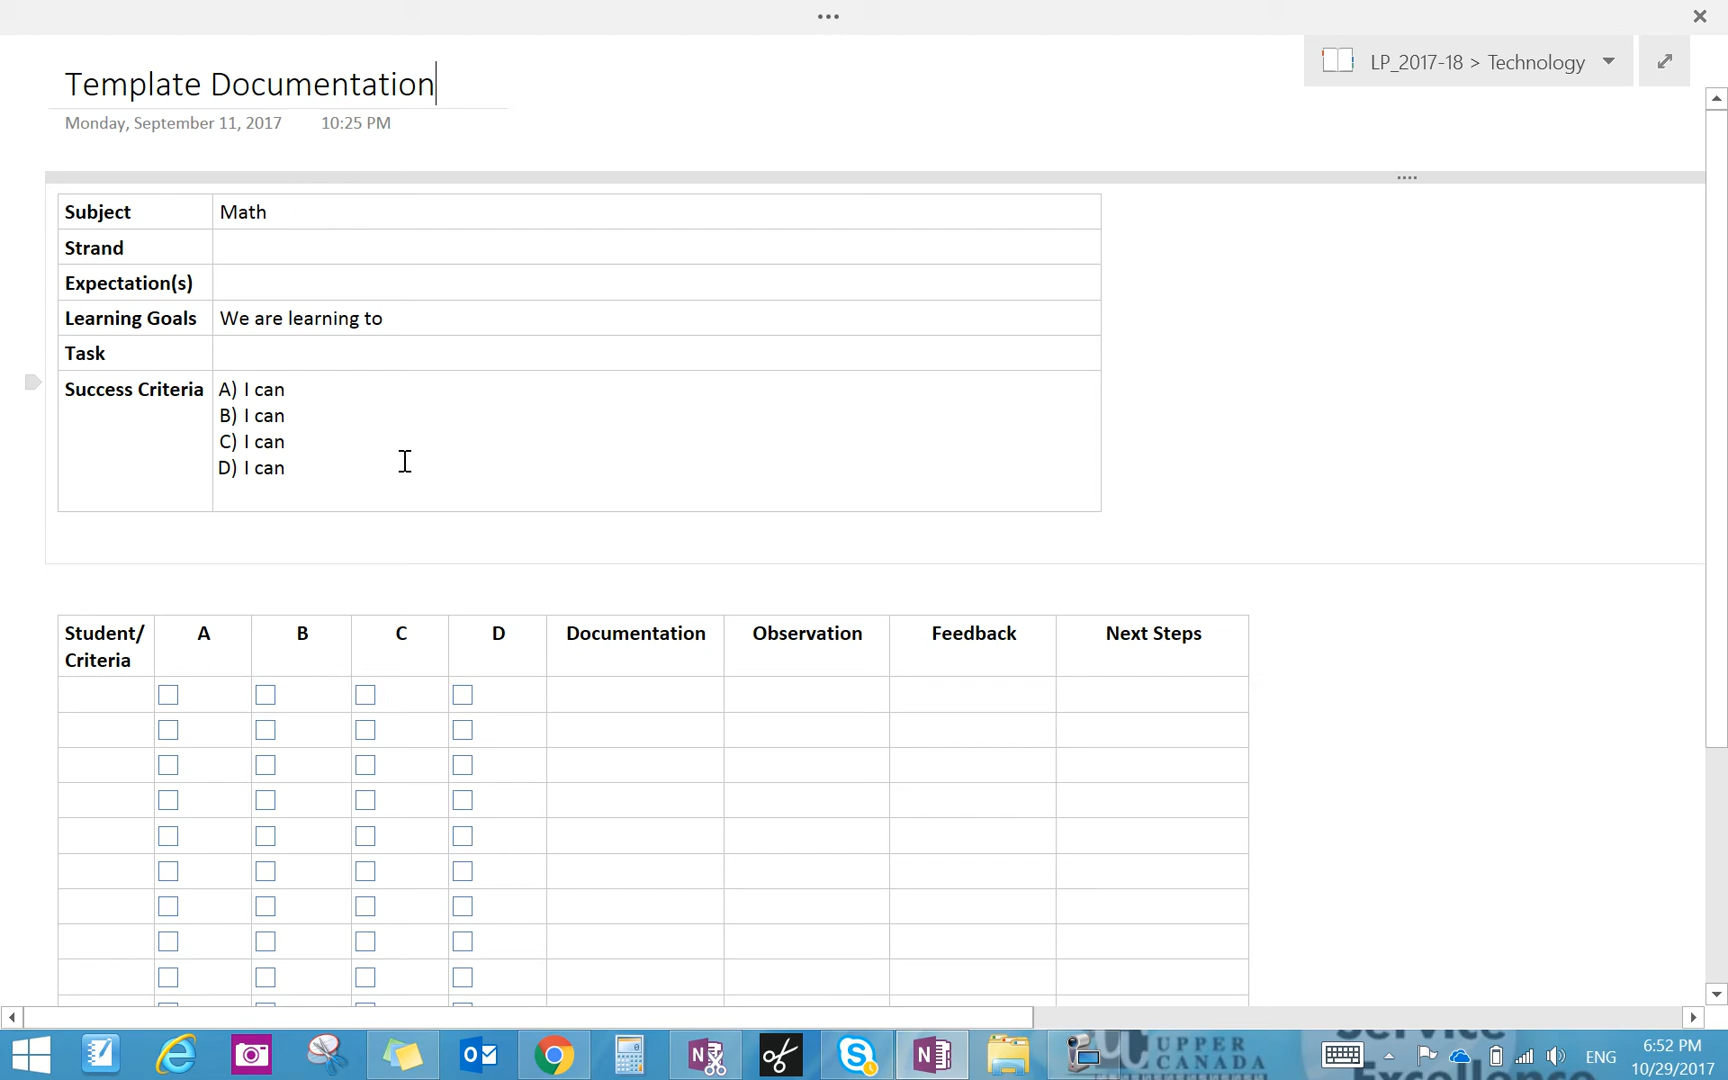 LP_2017-18 > Technology
Template Documentation
Monday, September 11, 2017 10:25 PM
Subject Math
Strand
Expectation(s)
Learning Goals We are learning to
Task
Success Criteria A) I can
B) I can
C) I can
D) I can
Student/ A B C D Documentation Observation Feedback Next Steps
Criteria
UPPER
CANADA
ENG
6:52 PM
10/29/2017